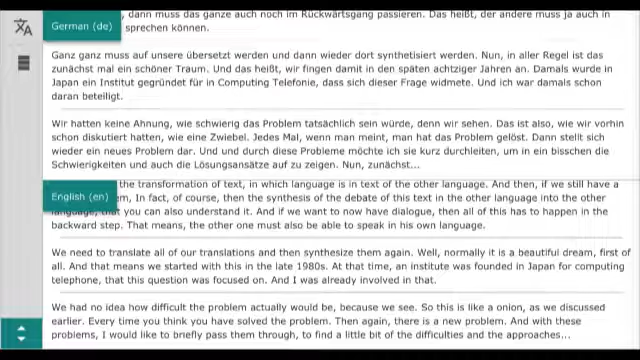 , dann muss das ganze auch noch im Rückwärtsgang passieren. Das heißt, der andere muss ja auch in
German (de)
sprechen können.
Ganz ganz muss auf unsere übersetzt werden und dann wieder dort synthetisiert werden. Nun, in aller Regel ist das
zunächst mal ein schöner Traum. Und das heißt, wir fingen damit in den späten achtziger Jahren an. Damals wurde in
Japan ein Institut gegründet für in Computing Telefonie, dass sich dieser Frage widmete. Und ich war damals schon
daran beteiligt.
Wir hatten keine Ahnung, wie schwierig das Problem tatsächlich sein würde, denn wir sehen. Das ist also, wie wir vorhin
schon diskutiert hatten, wie eine Zwiebel. Jedes Mal, wenn man meint, man hat das Problem gelöst. Dann stellt sich
wieder ein neues Problem dar. Und und durch diese Probleme möchte ich sie kurz durchleiten, um in ein bisschen die
Schwierigkeiten und auch die Lösungsansätze auf zu zeigen. Nun, zunächst...
the transformation of text, in which language is in text of the other language. And then, if we still have a
English (en)
em, In fact, of course, then the synthesis of the debate of this text in the other language into the other
language, that you can also understand it. And if we want to now have dialogue, then all of this has to happen in the
backward step. That means, the other one must also be able to speak in his own language.
We need to translate all of our translations and then synthesize them again. Well, normally it is a beautiful dream, first of
all. And that means we started with this in the late 1980s. At that time, an institute was founded in Japan for computing
telephone, that this question was focused on. And I was already involved in that.
We had no idea how difficult the problem actually would be, because we see. So this is like a onion, as we discussed
earlier. Every time you think you have solved the problem. Then again, there is a new problem. And with these
problems, I would like to briefly pass them through, to find a little bit of the difficulties and the approaches...